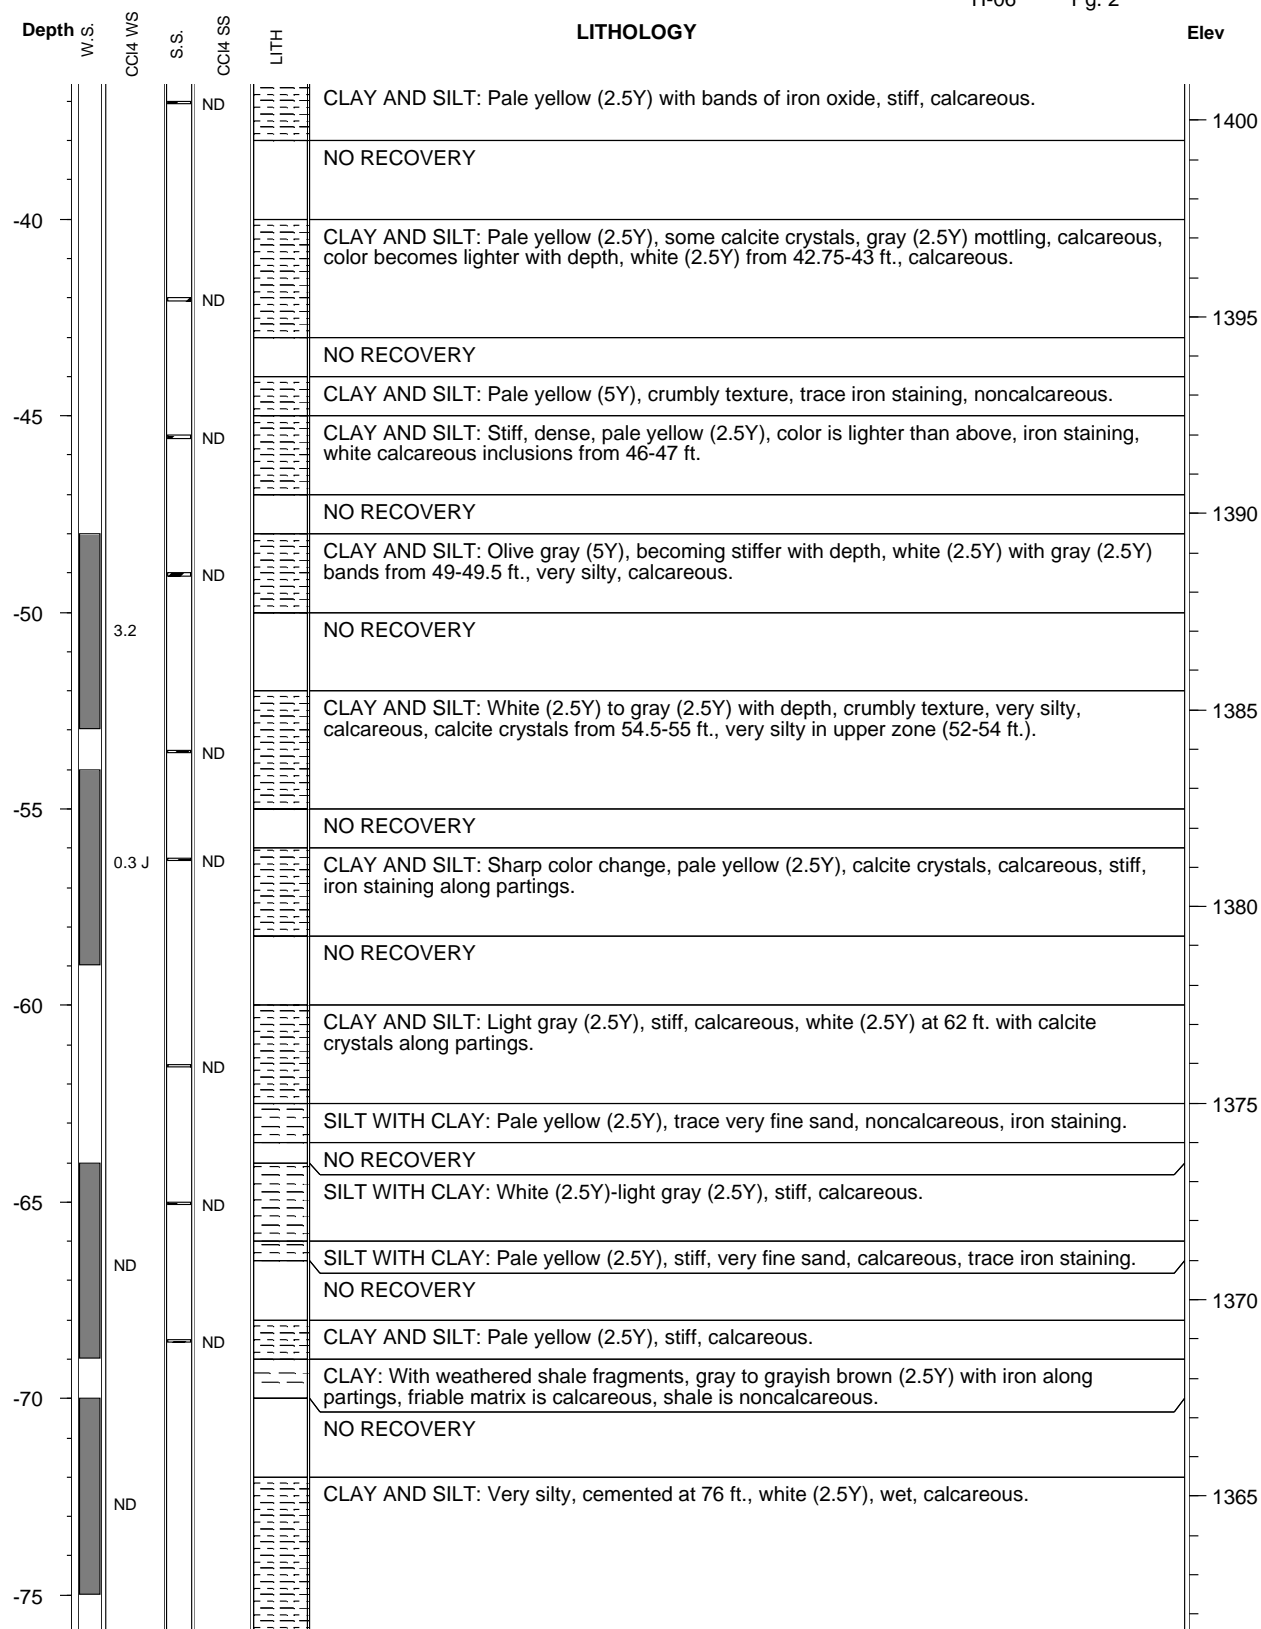 Depth W.S. CCl4 WS S.S. CCl4 SS LITH LITHOLOGY Elev
ND CLAY AND SILT: Pale yellow (2.5Y) with bands of iron oxide, stiff, calcareous.
1400
NO RECOVERY
-40
CLAY AND SILT: Pale yellow (2.5Y), some calcite crystals, gray (2.5Y) mottling, calcareous,
color becomes lighter with depth, white (2.5Y) from 42.75-43 ft., calcareous.
ND
1395
NO RECOVERY
CLAY AND SILT: Pale yellow (5Y), crumbly texture, trace iron staining, noncalcareous.
-45
ND CLAY AND SILT: Stiff, dense, pale yellow (2.5Y), color is lighter than above, iron staining,
white calcareous inclusions from 46-47 ft.
NO RECOVERY 1390
CLAY AND SILT: Olive gray (5Y), becoming stiffer with depth, white (2.5Y) with gray (2.5Y)
ND bands from 49-49.5 ft., very silty, calcareous.
-50
3.2 NO RECOVERY
CLAY AND SILT: White (2.5Y) to gray (2.5Y) with depth, crumbly texture, very silty, 1385
calcareous, calcite crystals from 54.5-55 ft., very silty in upper zone (52-54 ft.).
ND
-55
NO RECOVERY
0.3 J ND CLAY AND SILT: Sharp color change, pale yellow (2.5Y), calcite crystals, calcareous, stiff,
iron staining along partings.
1380
NO RECOVERY
-60
CLAY AND SILT: Light gray (2.5Y), stiff, calcareous, white (2.5Y) at 62 ft. with calcite
crystals along partings.
ND
1375
SILT WITH CLAY: Pale yellow (2.5Y), trace very fine sand, noncalcareous, iron staining.
NO RECOVERY
SILT WITH CLAY: White (2.5Y)-light gray (2.5Y), stiff, calcareous.
-65 ND
ND SILT WITH CLAY: Pale yellow (2.5Y), stiff, very fine sand, calcareous, trace iron staining.
NO RECOVERY
1370
ND CLAY AND SILT: Pale yellow (2.5Y), stiff, calcareous.
CLAY: With weathered shale fragments, gray to grayish brown (2.5Y) with iron along
-70 partings, friable matrix is calcareous, shale is noncalcareous.
NO RECOVERY
ND CLAY AND SILT: Very silty, cemented at 76 ft., white (2.5Y), wet, calcareous. 1365
-75